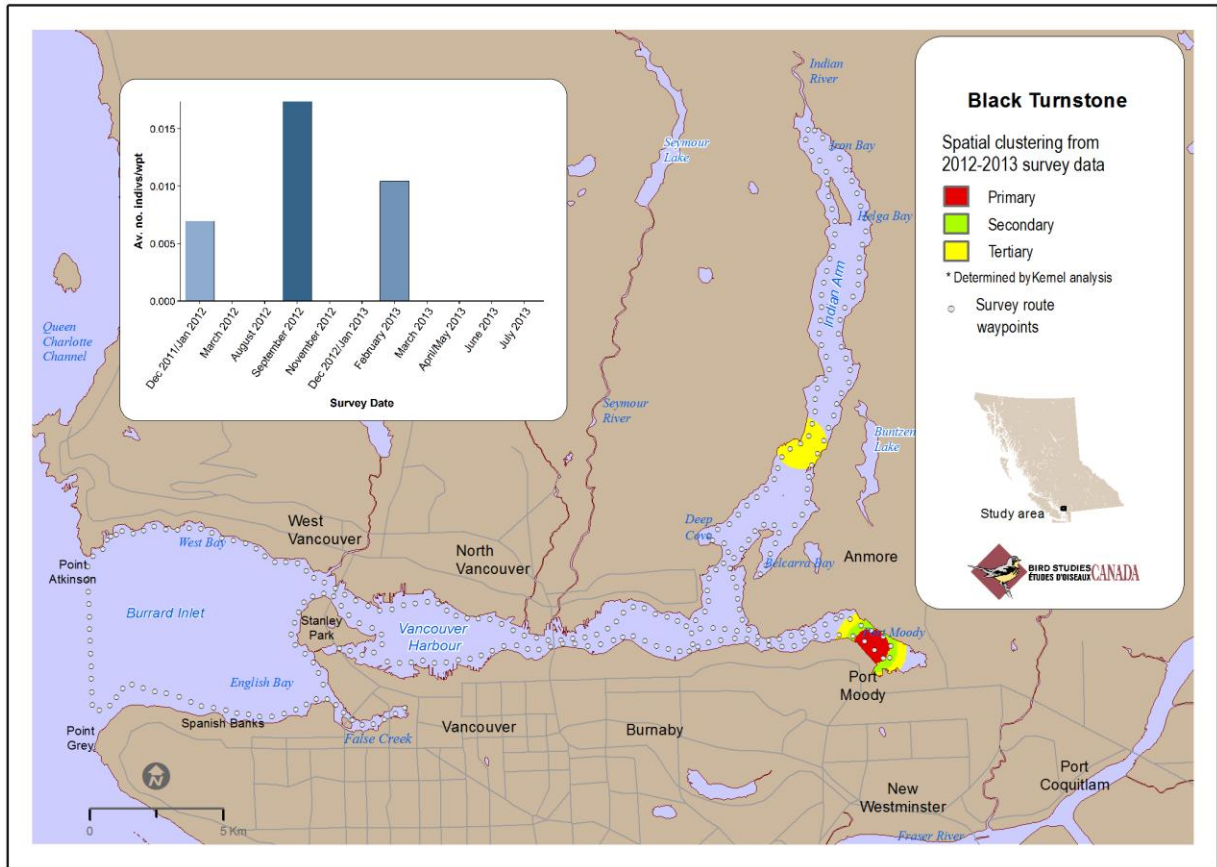 Av. no. indivs/wpt
0.015
0.010
0.005
0.000
Dec 2011/Jan 2012
March 2012
August 2012
September 2012
November 2012
Dec 2012/Jan 2013
February 2013
March 2013
April/May 2013
June 2013
July 2013
Survey Date
Queen
Charlotte
Channel
Seymour
Lake
Seymour
River
Indian
River
Iron Bay
Helga Bay
Indian Arm
Buntzen
Lake
Deep
Cove
Belcarra Bay
Anmore
West
Vancouver
West Bay
North
Vancouver
Point
Atkinson
Burrard Inlet
Stanley
Park
Vancouver
Harbour
Port Moody
Port
Moody
English Bay
Spanish Banks
Point
Grey
False Creek
Vancouver
Burnaby
New
Westminster
Port
Coquitlam
Fraser River
N
0
5 Km
Black Turnstone
Spatial clustering from
2012-2013 survey data
Primary
Secondary
Tertiary
* Determined by Kernel analysis
Survey route
waypoints
Study area
BIRD STUDIES
ÉTUDES D'OISEAUX CANADA